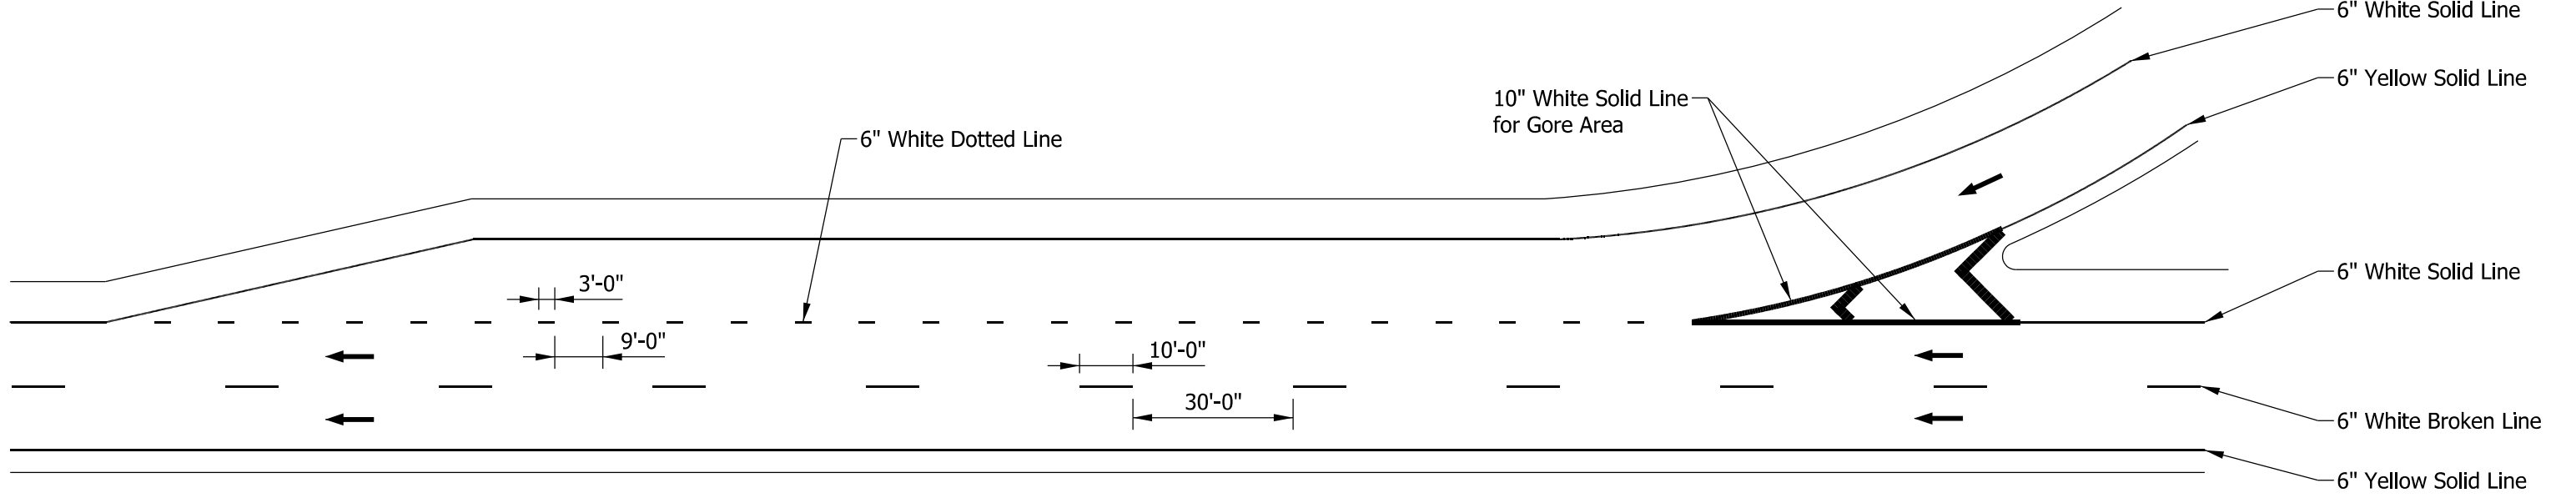 6" White Solid Line
6" Yellow Solid Line
10" White Solid Line
for Gore Area
6" White Dotted Line
6" White Solid Line
3'-0"
9'-0"
10'-0"
30'-0"
6" White Broken Line
6" Yellow Solid Line